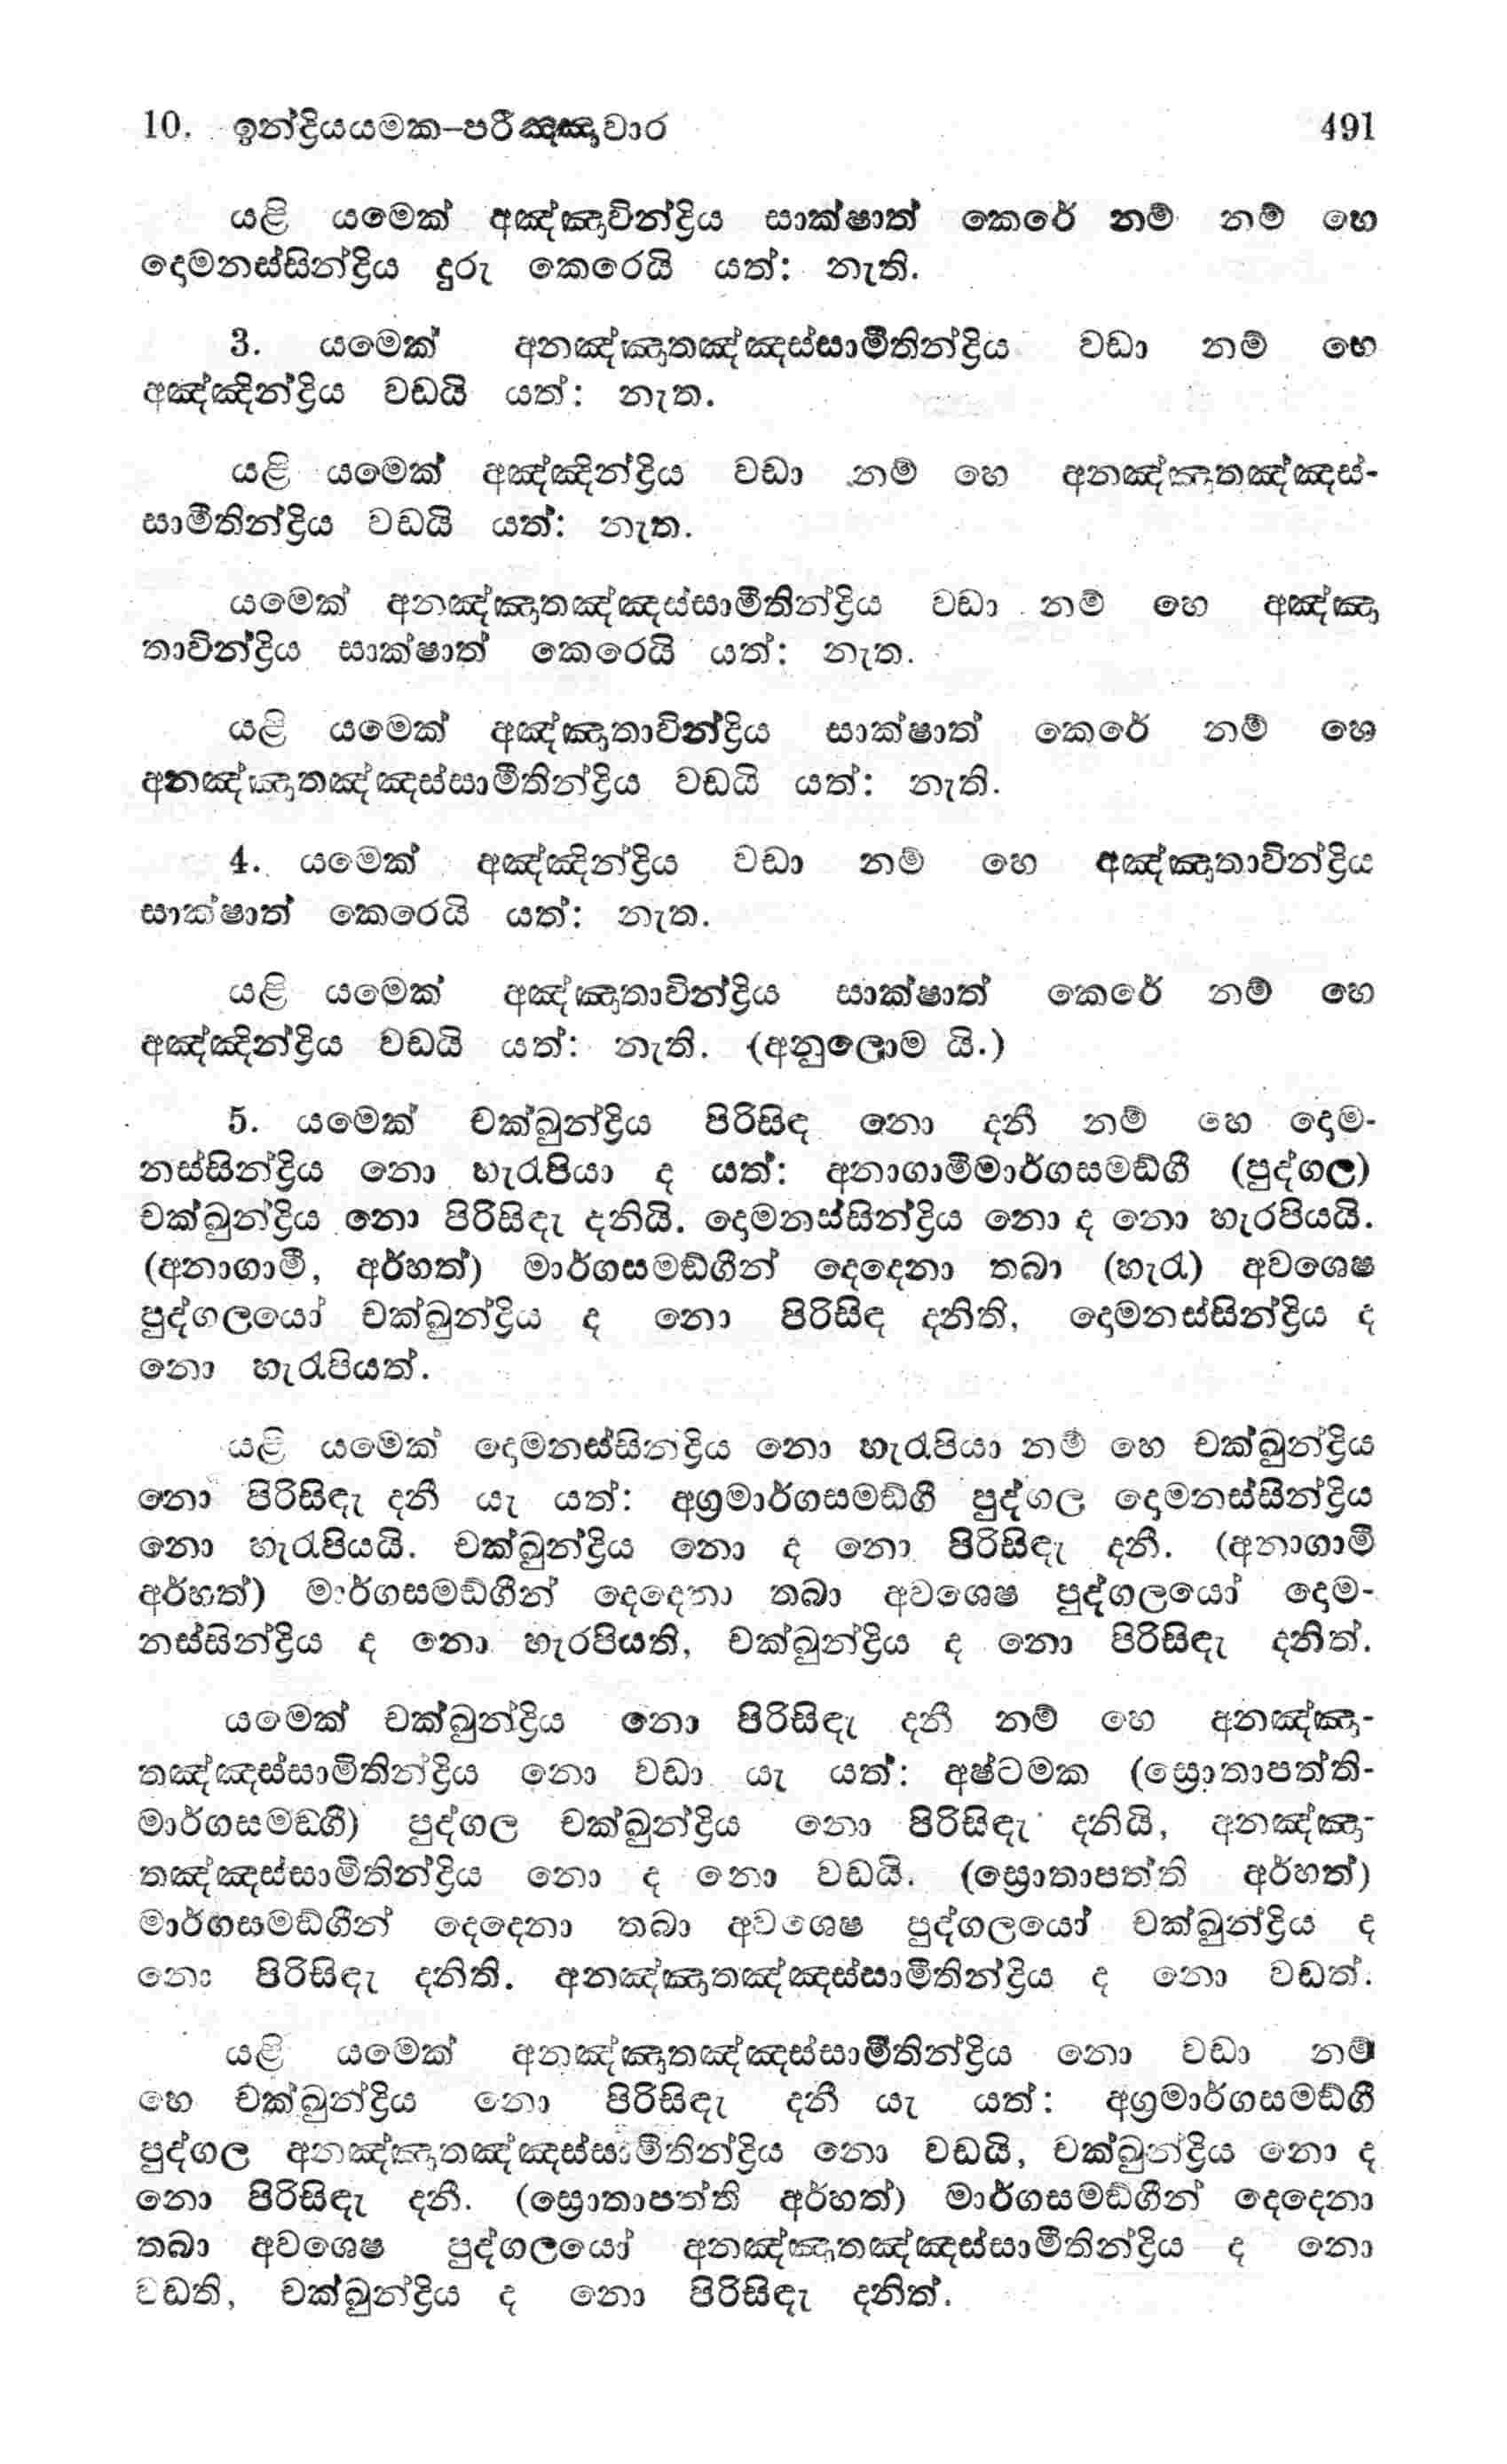 10. ඉන්ද්‍රියයමක-පරිඤ්ඤාවාර 491
යළි යමෙක් අඤ්ඤාවින්ද්‍රිය සාක්ෂාත් කෙරේ නම් නම් හෙ
දොමනස්සින්ද්‍රිය දුරු කෙරෙයි යත්: නැති.
3. යමෙක් අනඤ්ඤාතඤ්ඤස්සාමීතින්ද්‍රිය වඩා නම් හෙ
අඤ්ඤින්ද්‍රිය වඩයි යත්: නැත.
යළි යමෙක් අඤ්ඤින්ද්‍රිය වඩා නම් හෙ අනඤ්ඤාතඤ්ඤස්-
සාමීතින්ද්‍රිය වඩයි යත්: නැත.
යමෙක් අනඤ්ඤාතඤ්ඤස්සාමීතින්ද්‍රිය වඩා නම් හෙ අඤ්ඤා
තාවින්ද්‍රිය සාක්ෂාත් කෙරෙයි යත්: නැත.
යළි යමෙක් අඤ්ඤාතාවින්ද්‍රිය සාක්ෂාත් කෙරේ නම් හෙ
අනඤ්ඤාතඤ්ඤස්සාමීතින්ද්‍රිය වඩයි යත්: නැති.
4. යමෙක් අඤ්ඤින්ද්‍රිය වඩා නම් හෙ අඤ්ඤාතාවින්ද්‍රිය
සාක්ෂාත් කෙරෙයි යත්: නැත.
යළි යමෙක් අඤ්ඤාතාවින්ද්‍රිය සාක්ෂාත් කෙරේ නම් හෙ
අඤ්ඤින්ද්‍රිය වඩයි යත්: නැති. (අනුලොම යි.)
5. යමෙක් චක්ඛුන්ද්‍රිය පිරිසිඳ නො දනී නම් හෙ දොම-
නස්සින්ද්‍රිය නො හැරැපියා ද යත්: අනාගාමීමාර්ගසමඞ්ගී (පුද්ගල)
චක්ඛුන්ද්‍රිය නො පිරිසිඳැ දනියි. දොමනස්සින්ද්‍රිය නො ද නො හැරපියයි.
(අනාගාමී, අර්හත්) මාර්ගසමඞ්ගීන් දෙදෙනා තබා (හැරැ) අවශෙෂ
පුද්ගලයෝ චක්ඛුන්ද්‍රිය ද නො පිරිසිඳ දනිති, දොමනස්සින්ද්‍රිය ද
නො හැරැපියත්.
යළි යමෙක් දොමනස්සින්ද්‍රිය නො හැරැපියා නම් හෙ චක්ඛුන්ද්‍රිය
නො පිරිසිඳැ දනී යැ යත්: අග්‍රමාර්ගසමඞ්ගී පුද්ගල දොමනස්සින්ද්‍රිය
නො හැරැපියයි. චක්ඛුන්ද්‍රිය නො ද නො පිරිසිඳැ දනී. (අනාගාමී
අර්හත්) මාර්ගසමඞ්ගීන් දෙදෙනා තබා අවශෙෂ පුද්ගලයෝ දොම-
නස්සින්ද්‍රිය ද නො හැරපියති, චක්ඛුන්ද්‍රිය ද නො පිරිසිඳැ දනිත්.
යමෙක් චක්ඛුන්ද්‍රිය නො පිරිසිඳැ දනී නම් හෙ අනඤ්ඤා-
තඤ්ඤස්සාමිතින්ද්‍රිය නො වඩා යැ යත්: අෂ්ටමක (ස්‍රොතාපත්ති-
මාර්ගසමඞගී) පුද්ගල චක්ඛුන්ද්‍රිය නො පිරිසිඳැ දනියි, අනඤ්ඤා-
තඤ්ඤස්සාමීතින්ද්‍රිය නො ද නො වඩයි. (ස්‍රොතාපත්ති අර්හත්)
මාර්ගසමඞ්ගීන් දෙදෙනා තබා අවශෙෂ පුද්ගලයෝ චක්ඛුන්ද්‍රිය ද
නො පිරිසිඳැ දනිති. අනඤ්ඤාතඤ්ඤස්සාමීතින්ද්‍රිය ද නො වඩත්.
යළි යමෙක් අනඤ්ඤාතඤ්ඤස්සාමීතින්ද්‍රිය නො වඩා නම්
හෙ චක්ඛුන්ද්‍රිය නො පිරිසිඳැ දනී යැ යත්: අග්‍රමාර්ගසමඞ්ගී
පුද්ගල අනඤ්ඤාතඤ්ඤස්සාමීතින්ද්‍රිය නො වඩයි, චක්ඛුන්ද්‍රිය නො ද
නො පිරිසිඳැ දනී. (ස්‍රොතාපත්ති අර්හත්) මාර්ගසමඞ්ගීන් දෙදෙනා
තබා අවශෙෂ පුද්ගලයෝ අනඤ්ඤාතඤ්ඤස්සාමීතින්ද්‍රිය ද නො
වඩති, චක්ඛුන්ද්‍රිය ද නො පිරිසිඳැ දනිත්.